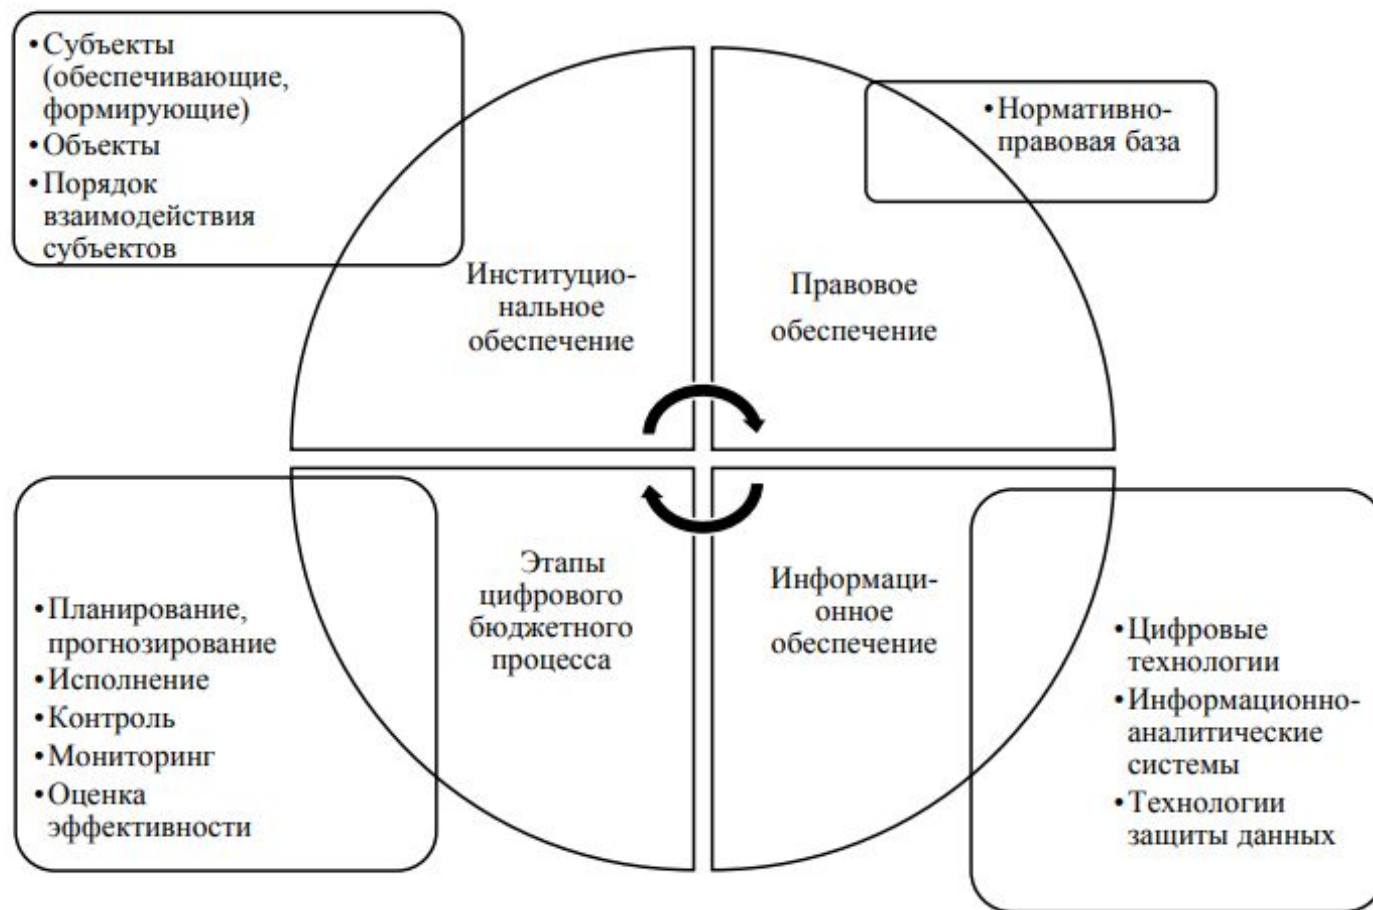 •Субъекты
(обеспечивающие,
формирующие)
•Объекты
•Порядок
взаимодействия
субъектов
•Нормативно-
правовая база
Институцио-
нальное
обеспечение
Правовое
обеспечение
Этапы
цифрового
бюджетного
процесса
Информаци-
онное
обеспечение
•Планирование,
прогнозирование
•Исполнение
•Контроль
•Мониторинг
•Оценка
эффективности
•Цифровые
технологии
•Информационно-
аналитические
системы
•Технологии
защиты данных